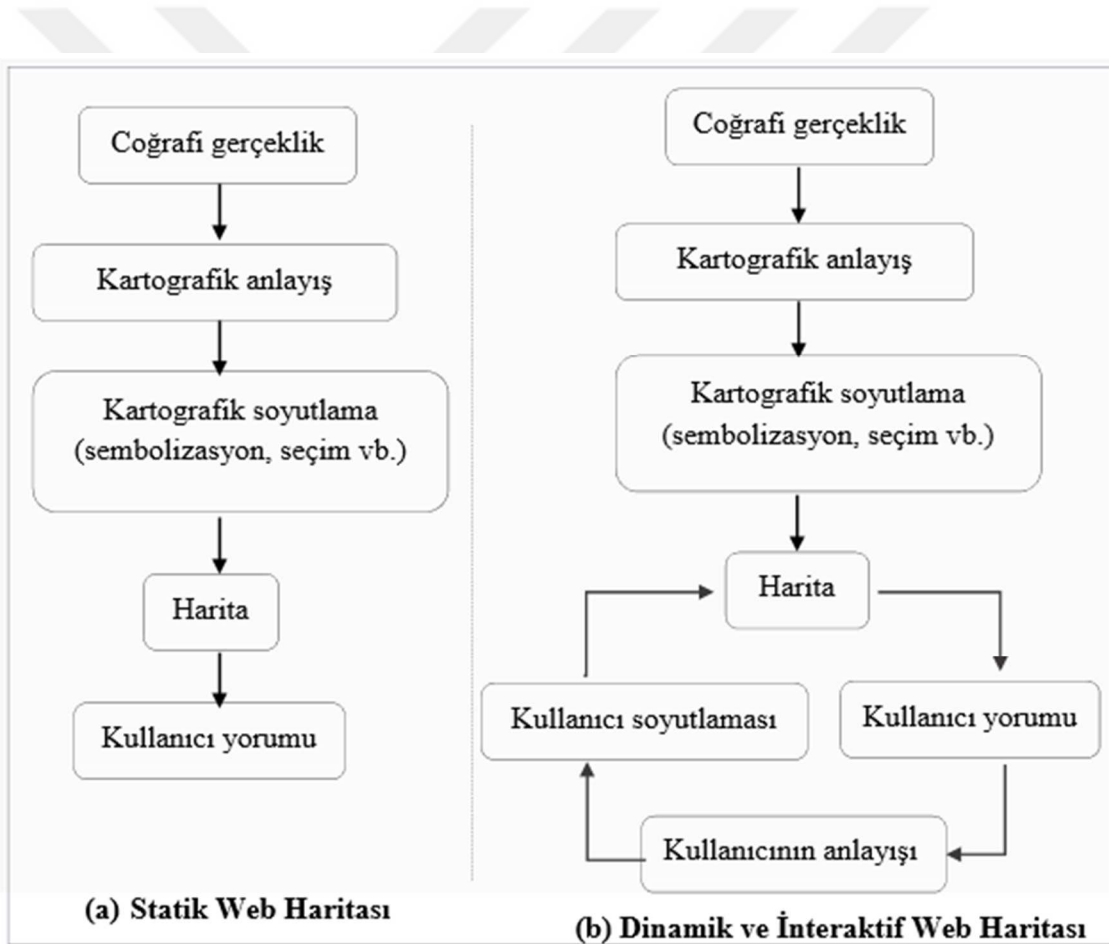 Coğrafi gerçeklik
Kartografik anlayış
Kartografik soyutlama
(sembolizasyon, seçim vb.)
Harita
Kullanıcı yorumu
(a) Statik Web Haritası
Coğrafi gerçeklik
Kartografik anlayış
Kartografik soyutlama
(sembolizasyon, seçim vb.)
Harita
Kullanıcı soyutlaması
Kullanıcı yorumu
Kullanıcının anlayışı
(b) Dinamik ve İnteraktif Web Haritası